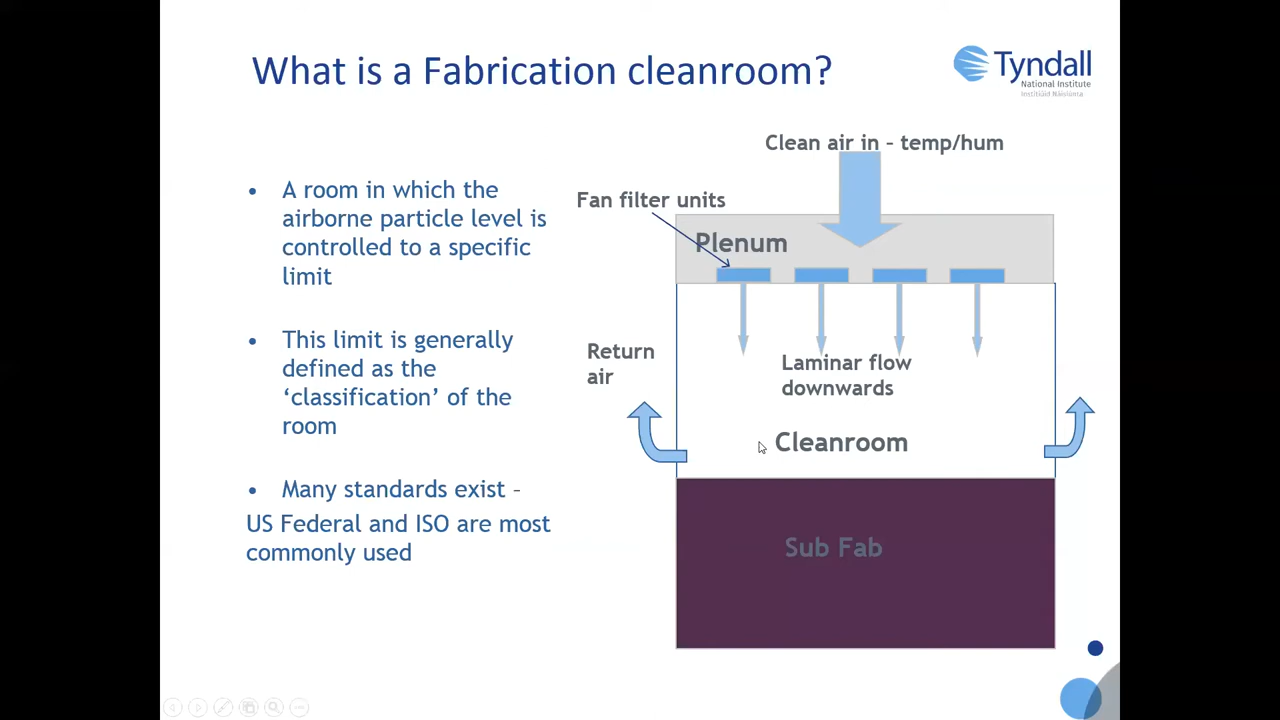 What is a Fabrication cleanroom?
Tyndall
National Institute
Institiúid Náisiúnta
• A room in which the
airborne particle level is
controlled to a specific
limit
• This limit is generally
defined as the
‘classification’ of the
room
• Many standards exist –
US Federal and ISO are most
commonly used
Clean air in – temp/hum
Fan filter units
Plenum
Return
air
Laminar flow
downwards
Cleanroom
Sub Fab